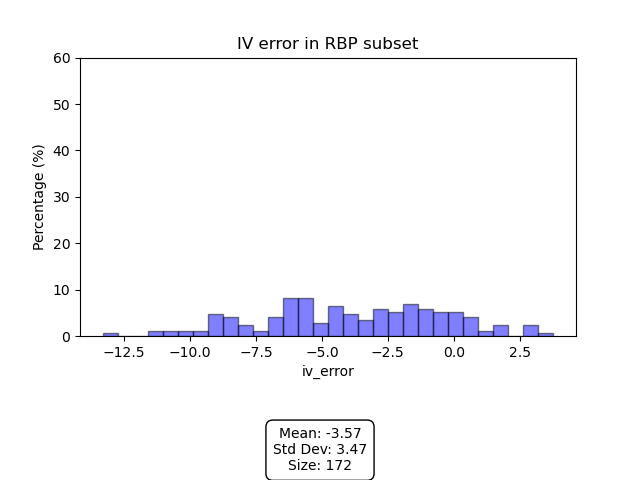 IV error in RBP subset
60
50
40
30
20
10
0
Percentage (%)
−12.5
−10.0
−7.5
−5.0
−2.5
0.0
2.5
iv_error
Mean: -3.57
Std Dev: 3.47
Size: 172